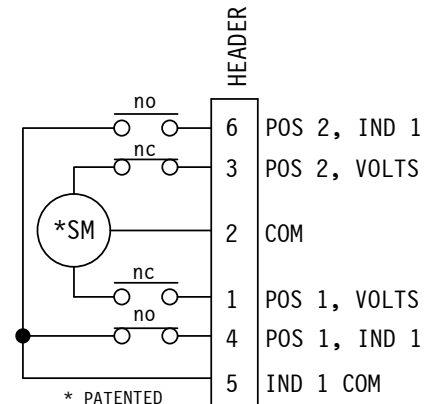 HEADER
no
6 POS 2, IND 1
nc
3 POS 2, VOLTS
*SM
2 COM
nc
1 POS 1, VOLTS
no
4 POS 1, IND 1
5 IND 1 COM
* PATENTED